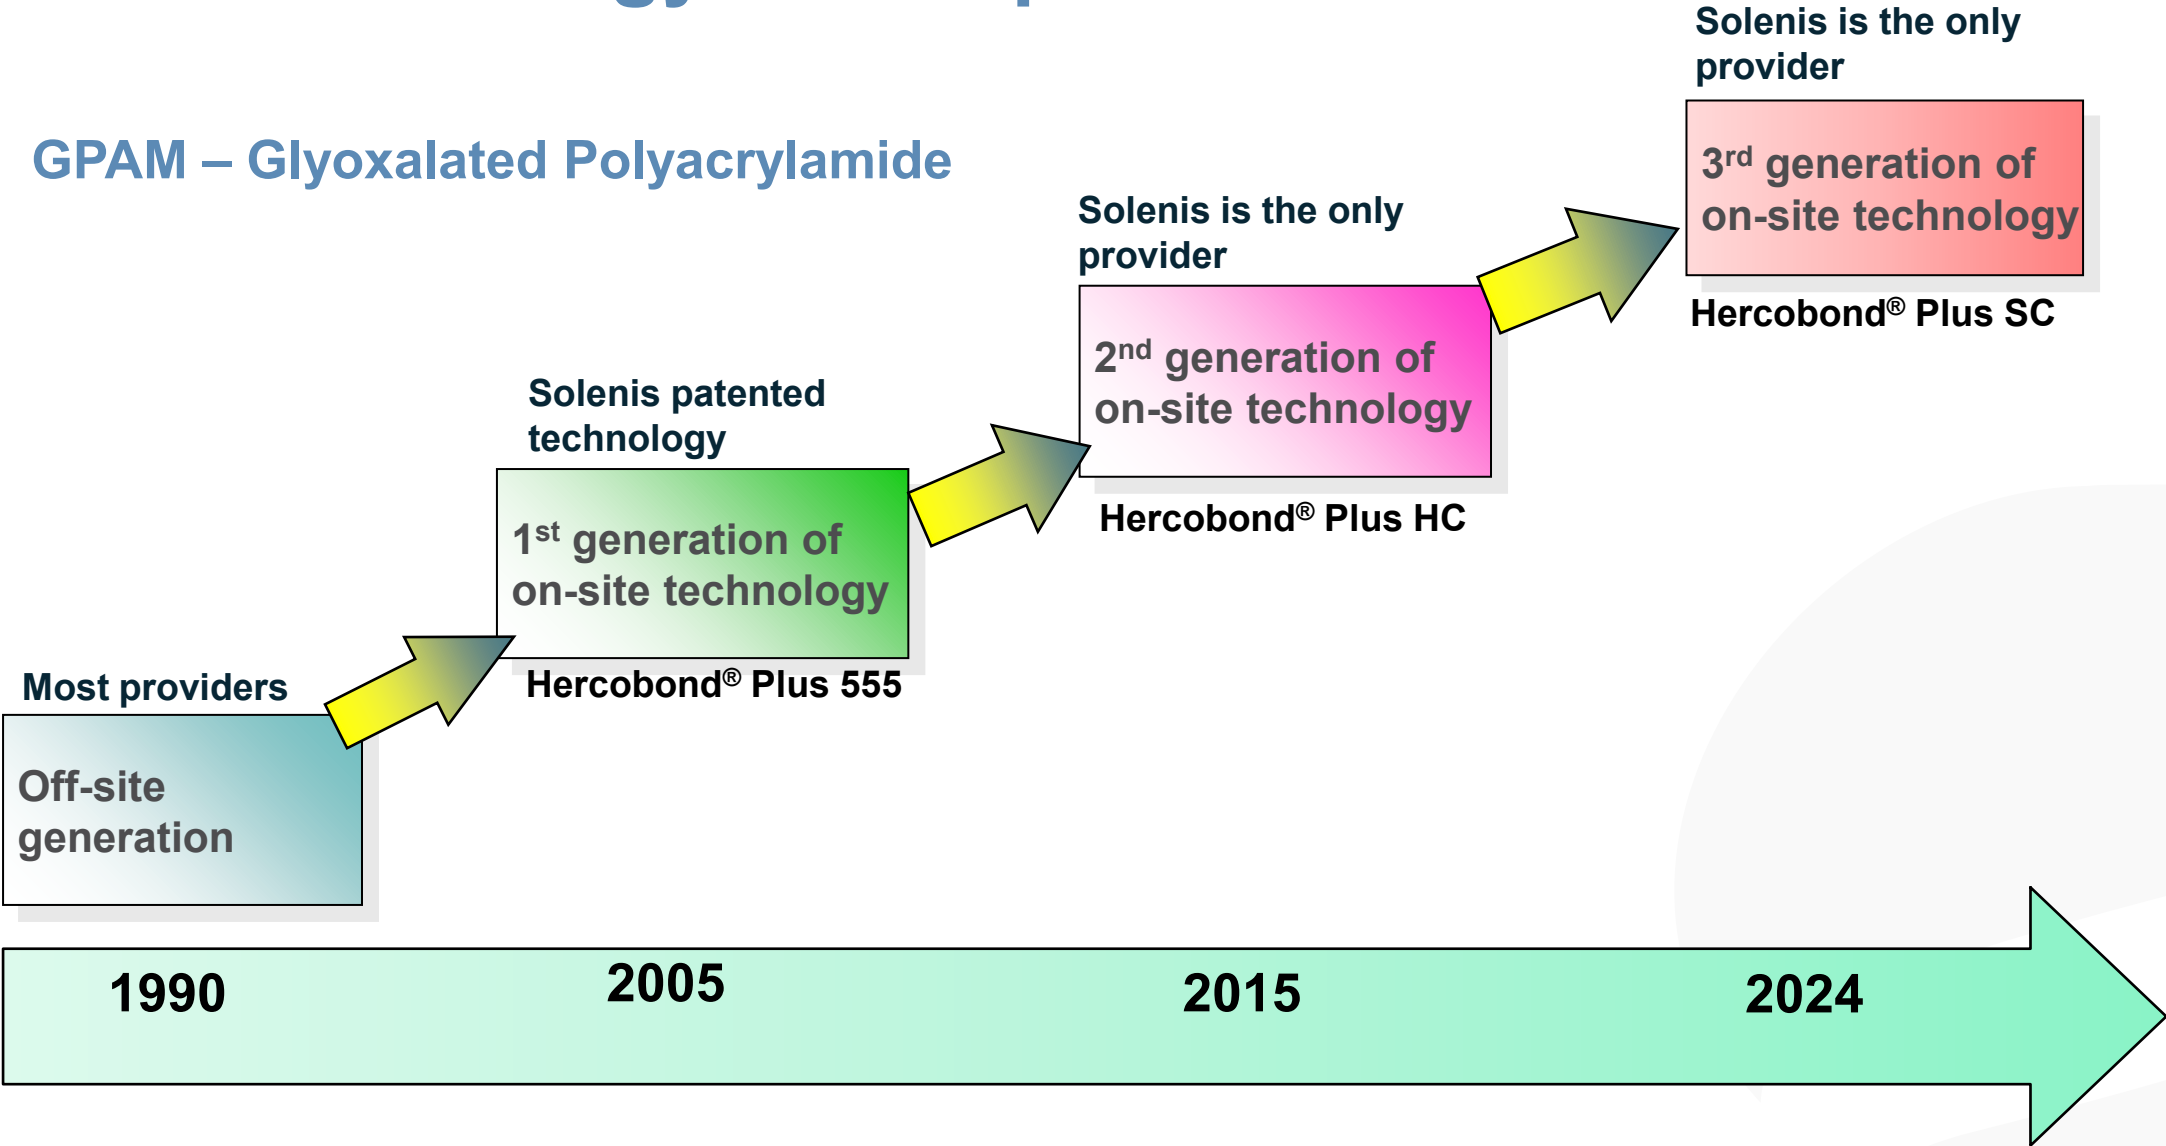 GPAM – Glyoxalated Polyacrylamide
Solenis is the only
provider
3rd generation of
on-site technology
Hercobond® Plus SC
Solenis is the only
provider
2nd generation of
on-site technology
Hercobond® Plus HC
Solenis patented
technology
1st generation of
on-site technology
Hercobond® Plus 555
Most providers
Off-site
generation
1990
2005
2015
2024